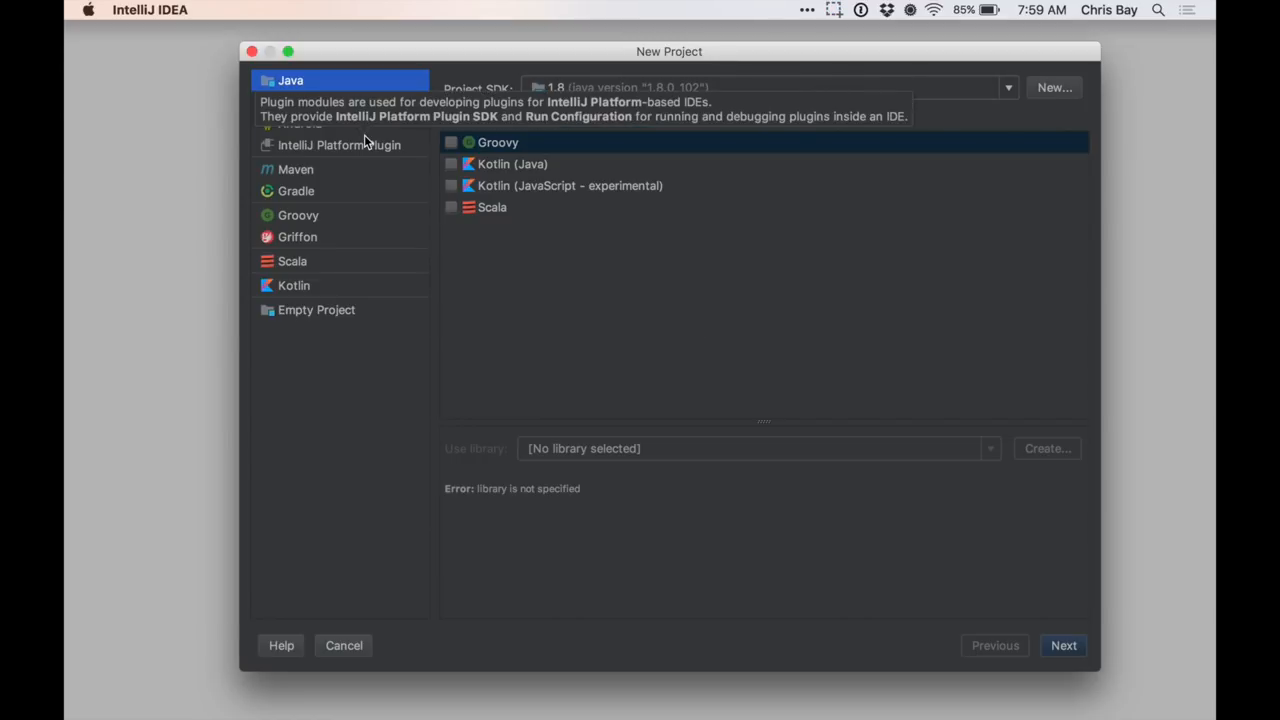 IntelliJ IDEA
85%
7:59 AM
Chris Bay
New Project
Java
Project SDK:
1.8 (java version "1.8.0_102")
New...
Plugin modules are used for developing plugins for IntelliJ Platform-based IDEs.
They provide IntelliJ Platform Plugin SDK and Run Configuration for running and debugging plugins inside an IDE.
Android
IntelliJ Platform Plugin
Maven
Gradle
Groovy
Griffon
Scala
Kotlin
Empty Project
Groovy
Kotlin (Java)
Kotlin (JavaScript - experimental)
Scala
Use library:
[No library selected]
Create...
Error: library is not specified
Help
Cancel
Previous
Next